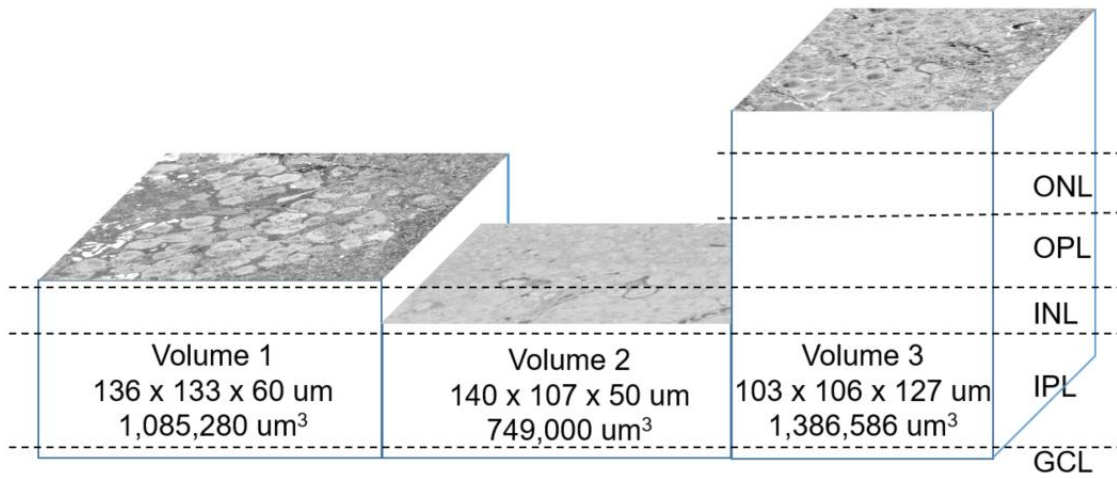 Volume 1
136 x 133 x 60 um
1,085,280 um³
Volume 2
140 x 107 x 50 um
749,000 um³
Volume 3
103 x 106 x 127 um
1,386,586 um³
ONL
OPL
INL
IPL
GCL